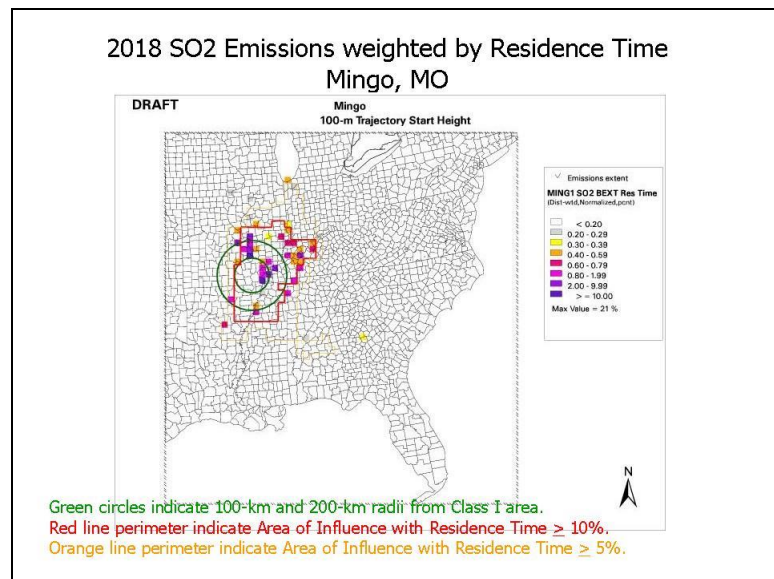 2018 SO2 Emissions weighted by Residence Time
Mingo, MO
DRAFT
Mingo
100-m Trajectory Start Height
Emissions extent
MING1 SO2 BEXT Res Time
(Dist-wtd,Normalized,pcnt)
< 0.20
0.20 - 0.29
0.30 - 0.39
0.40 - 0.59
0.60 - 0.79
0.80 - 1.99
2.00 - 9.99
> = 10.00
Max Value = 21 %
N
Green circles indicate 100-km and 200-km radii from Class I area.
Red line perimeter indicate Area of Influence with Residence Time ≥ 10%.
Orange line perimeter indicate Area of Influence with Residence Time ≥ 5%.